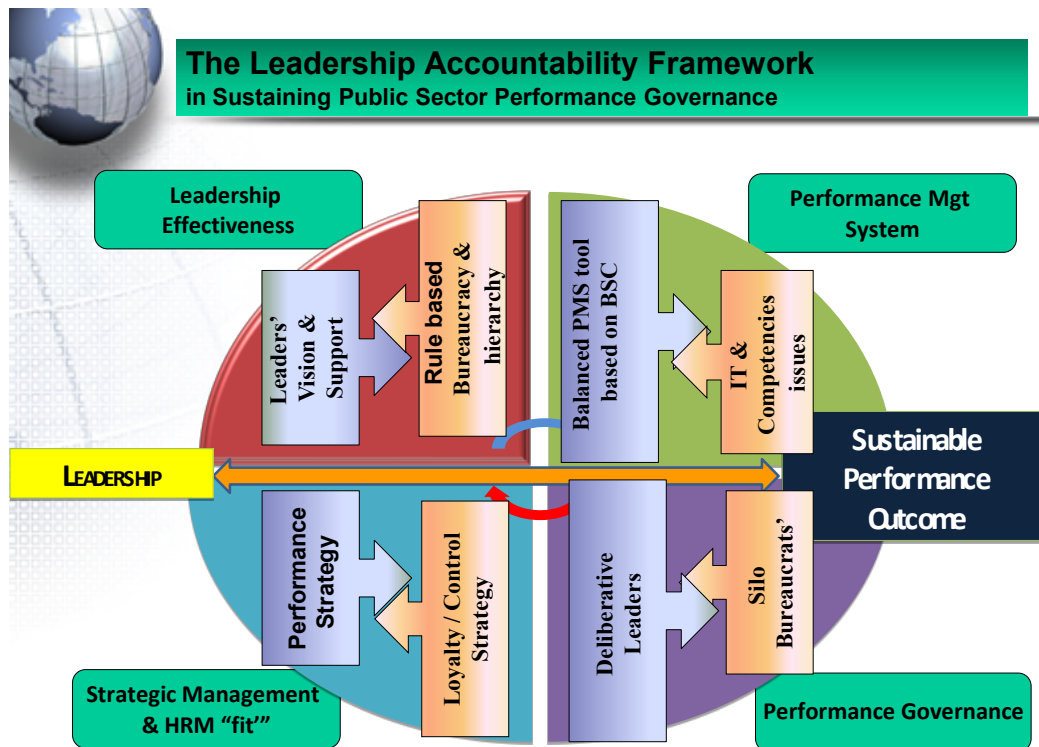 The Leadership Accountability Framework
in Sustaining Public Sector Performance Governance
Leadership
Effectiveness
Performance Mgt
System
Leaders'
Vision &
Support
Rule based
Bureaucracy &
hierarchy
Balanced PMS tool
based on BSC
IT &
Competencies
issues
LEADERSHIP
Sustainable
Performance
Outcome
Performance
Strategy
Loyalty / Control
Strategy
Deliberative
Leaders
Silo
Bureaucrats'
Strategic Management
& HRM “fit’”
Performance Governance